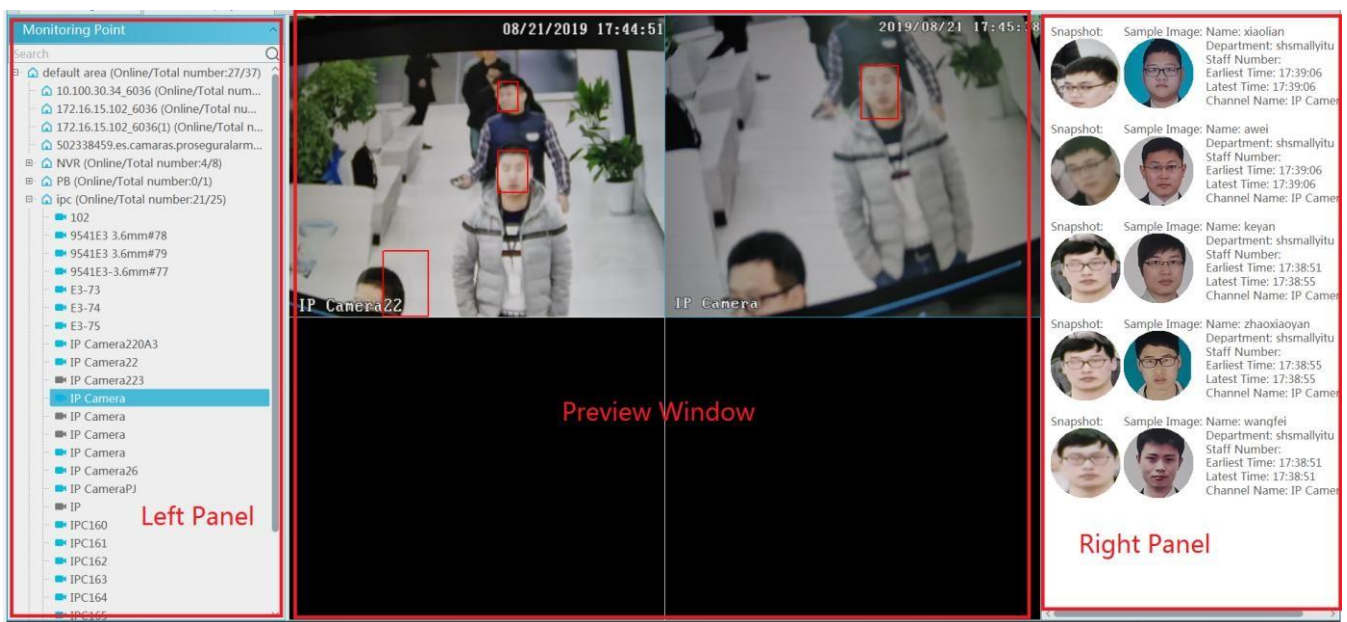 Monitoring Point
Search
default area (Online/Total number:27/37)
10.100.30.34_6036 (Online/Total num...
172.16.15.102_6036 (Online/Total nu...
172.16.15.102_6036(1) (Online/Total n...
502338459.es.camaras.proseguralarm...
NVR (Online/Total number:4/8)
PB (Online/Total number:0/1)
ipc (Online/Total number:21/25)
102
9541E3 3.6mm#78
9541E3 3.6mm#79
9541E3-3.6mm#77
E3-73
E3-74
E3-75
IP Camera220A3
IP Camera22
IP Camera223
IP Camera
IP Camera
IP Camera
IP Camera
IP Camera26
IP CameraPJ
IP
IPC160
IPC161
IPC162
IPC163
IPC164
IPC165
Left Panel
08/21/2019 17:44:51
IP Camera22
2019/08/21 17:45:38
IP Camera
Preview Window
Snapshot: Sample Image: Name: xiaolian
Department: shsmallyitu
Staff Number:
Earliest Time: 17:39:06
Latest Time: 17:39:06
Channel Name: IP Camer
Snapshot: Sample Image: Name: awei
Department: shsmallyitu
Staff Number:
Earliest Time: 17:39:06
Latest Time: 17:39:06
Channel Name: IP Camer
Snapshot: Sample Image: Name: keyan
Department: shsmallyitu
Staff Number:
Earliest Time: 17:38:51
Latest Time: 17:38:55
Channel Name: IP Camer
Snapshot: Sample Image: Name: zhaoxiaoyan
Department: shsmallyitu
Staff Number:
Earliest Time: 17:38:55
Latest Time: 17:38:55
Channel Name: IP Camer
Snapshot: Sample Image: Name: wangfei
Department: shsmallyitu
Staff Number:
Earliest Time: 17:38:51
Latest Time: 17:38:51
Channel Name: IP Camer
Right Panel